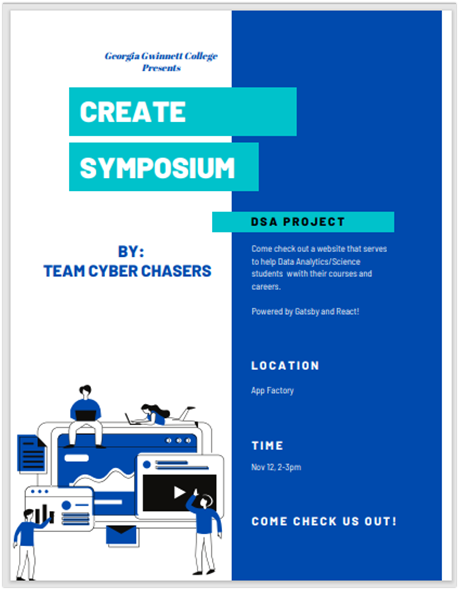 Georgia Gwinnett College
Presents
CREATE
SYMPOSIUM
BY:
TEAM CYBER CHASERS
DSA PROJECT
Come check out a website that serves
to help Data Analytics/Science
students wwith their courses and
careers.
Powered by Gatsby and React!
LOCATION
App Factory
TIME
Nov 12, 2-3pm
COME CHECK US OUT!